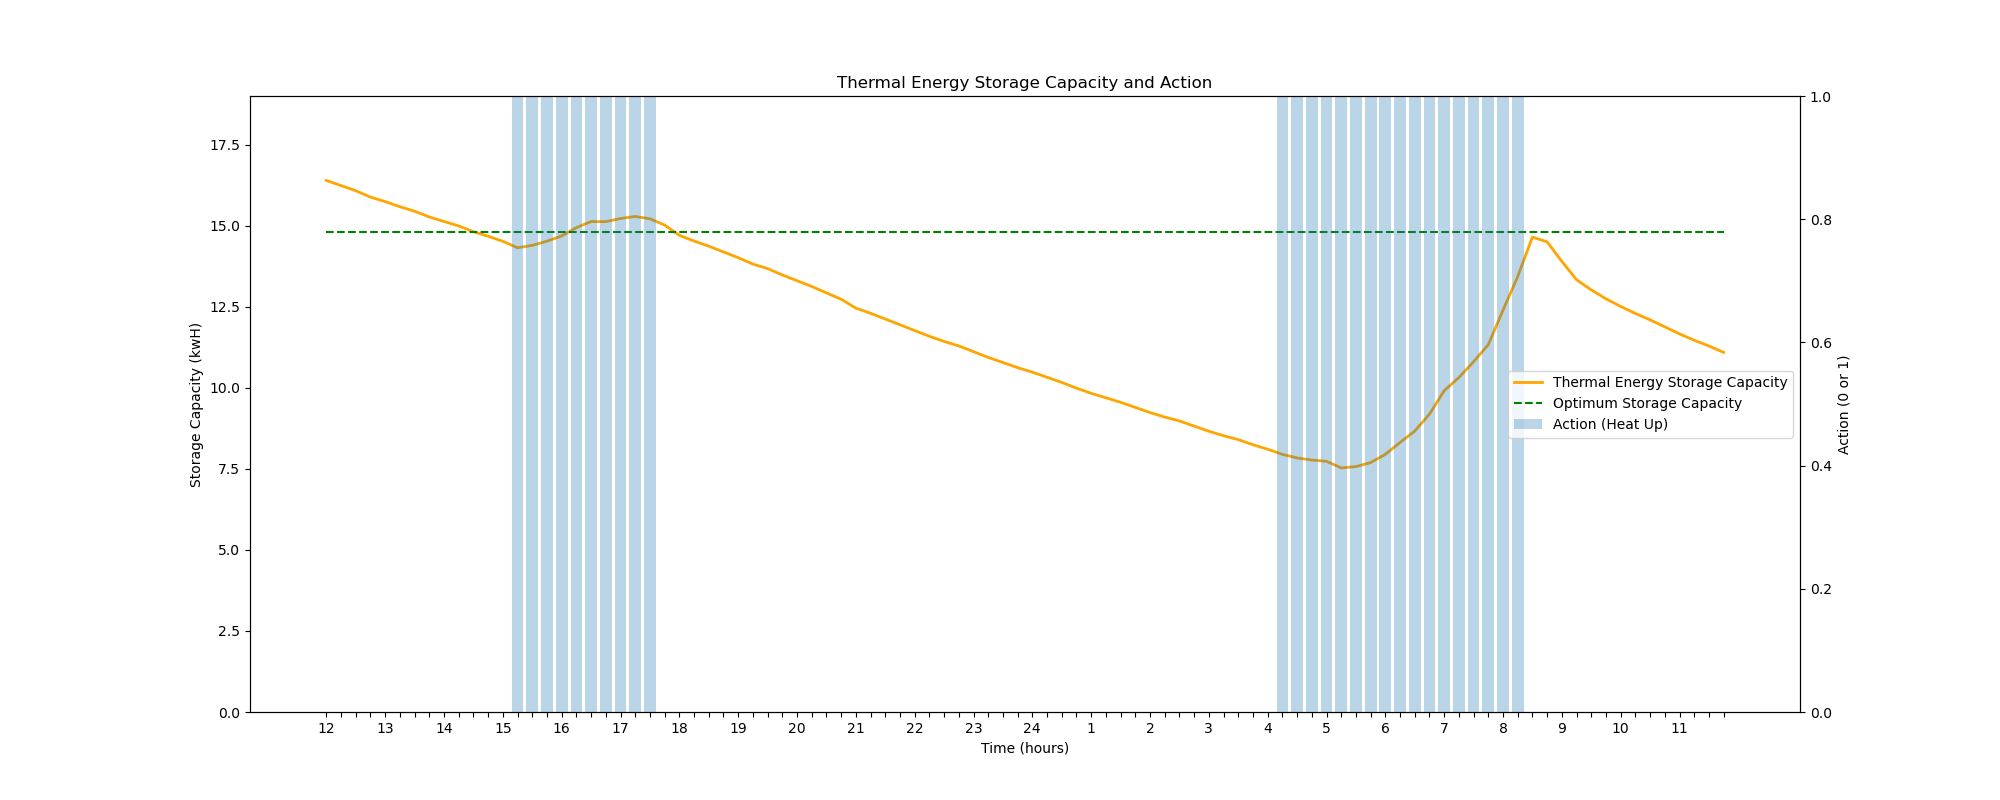 Thermal Energy Storage Capacity and Action
Storage Capacity (kwH)
17.5
15.0
12.5
10.0
7.5
5.0
2.5
0.0
1.0
0.8
0.6
0.4
0.2
0.0
Action (0 or 1)
Thermal Energy Storage Capacity
Optimum Storage Capacity
Action (Heat Up)
12 13 14 15 16 17 18 19 20 21 22 23 24 1 2 3 4 5 6 7 8 9 10 11
Time (hours)